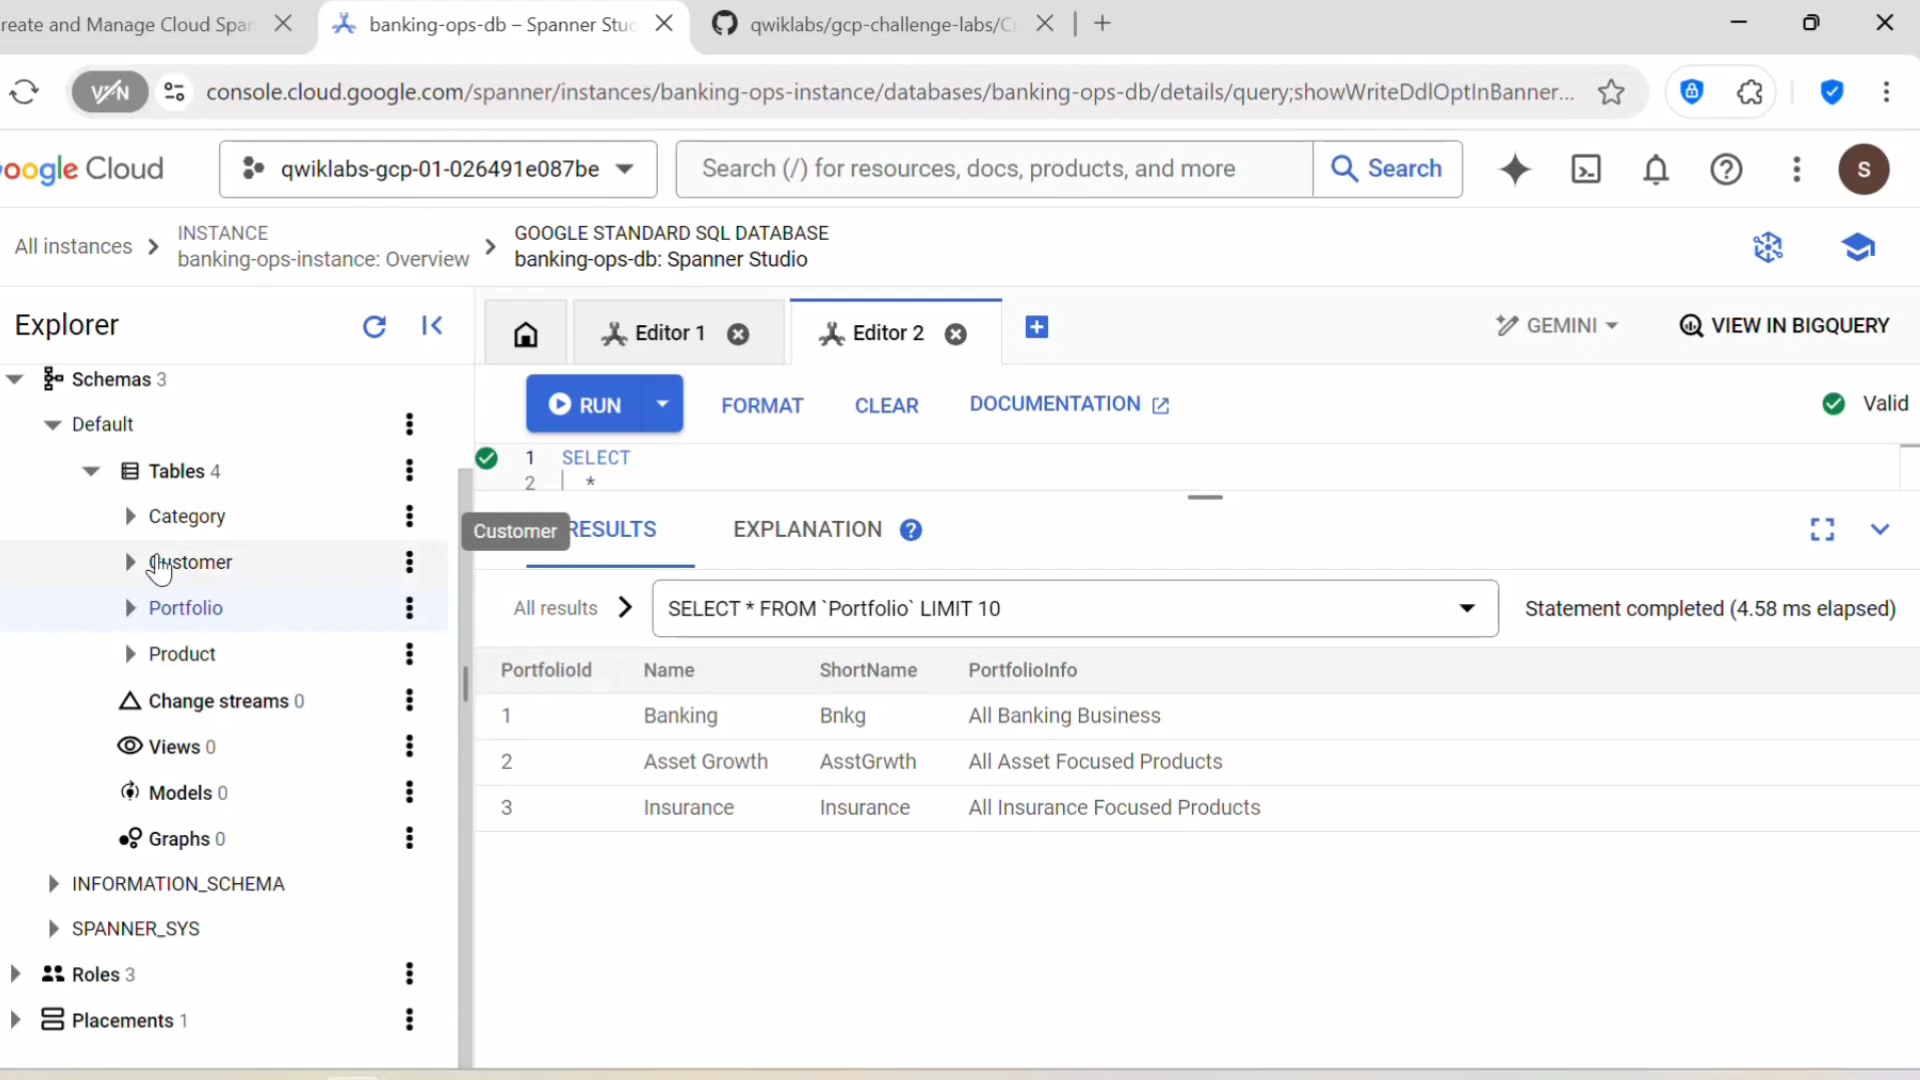 reate and Manage Cloud Spar
banking-ops-db – Spanner Stud
qwiklabs/gcp-challenge-labs/Cr
VPN
console.cloud.google.com/spanner/instances/banking-ops-instance/databases/banking-ops-db/details/query;showWriteDdlOptInBanner...
oogle Cloud
qwiklabs-gcp-01-026491e087be
Search (/) for resources, docs, products, and more
Search
S
All instances
INSTANCE
banking-ops-instance: Overview
GOOGLE STANDARD SQL DATABASE
banking-ops-db: Spanner Studio
Explorer
Editor 1
Editor 2
GEMINI
VIEW IN BIGQUERY
Schemas 3
Default
Tables 4
Category
Customer
Portfolio
Product
Change streams 0
Views 0
Models 0
Graphs 0
INFORMATION_SCHEMA
SPANNER_SYS
Roles 3
Placements 1
RUN
FORMAT
CLEAR
DOCUMENTATION
Valid
1 SELECT
2 *
Customer
RESULTS
EXPLANATION
All results
SELECT * FROM `Portfolio` LIMIT 10
Statement completed (4.58 ms elapsed)
PortfolioId Name ShortName PortfolioInfo
1 Banking Bnkg All Banking Business
2 Asset Growth AsstGrwth All Asset Focused Products
3 Insurance Insurance All Insurance Focused Products